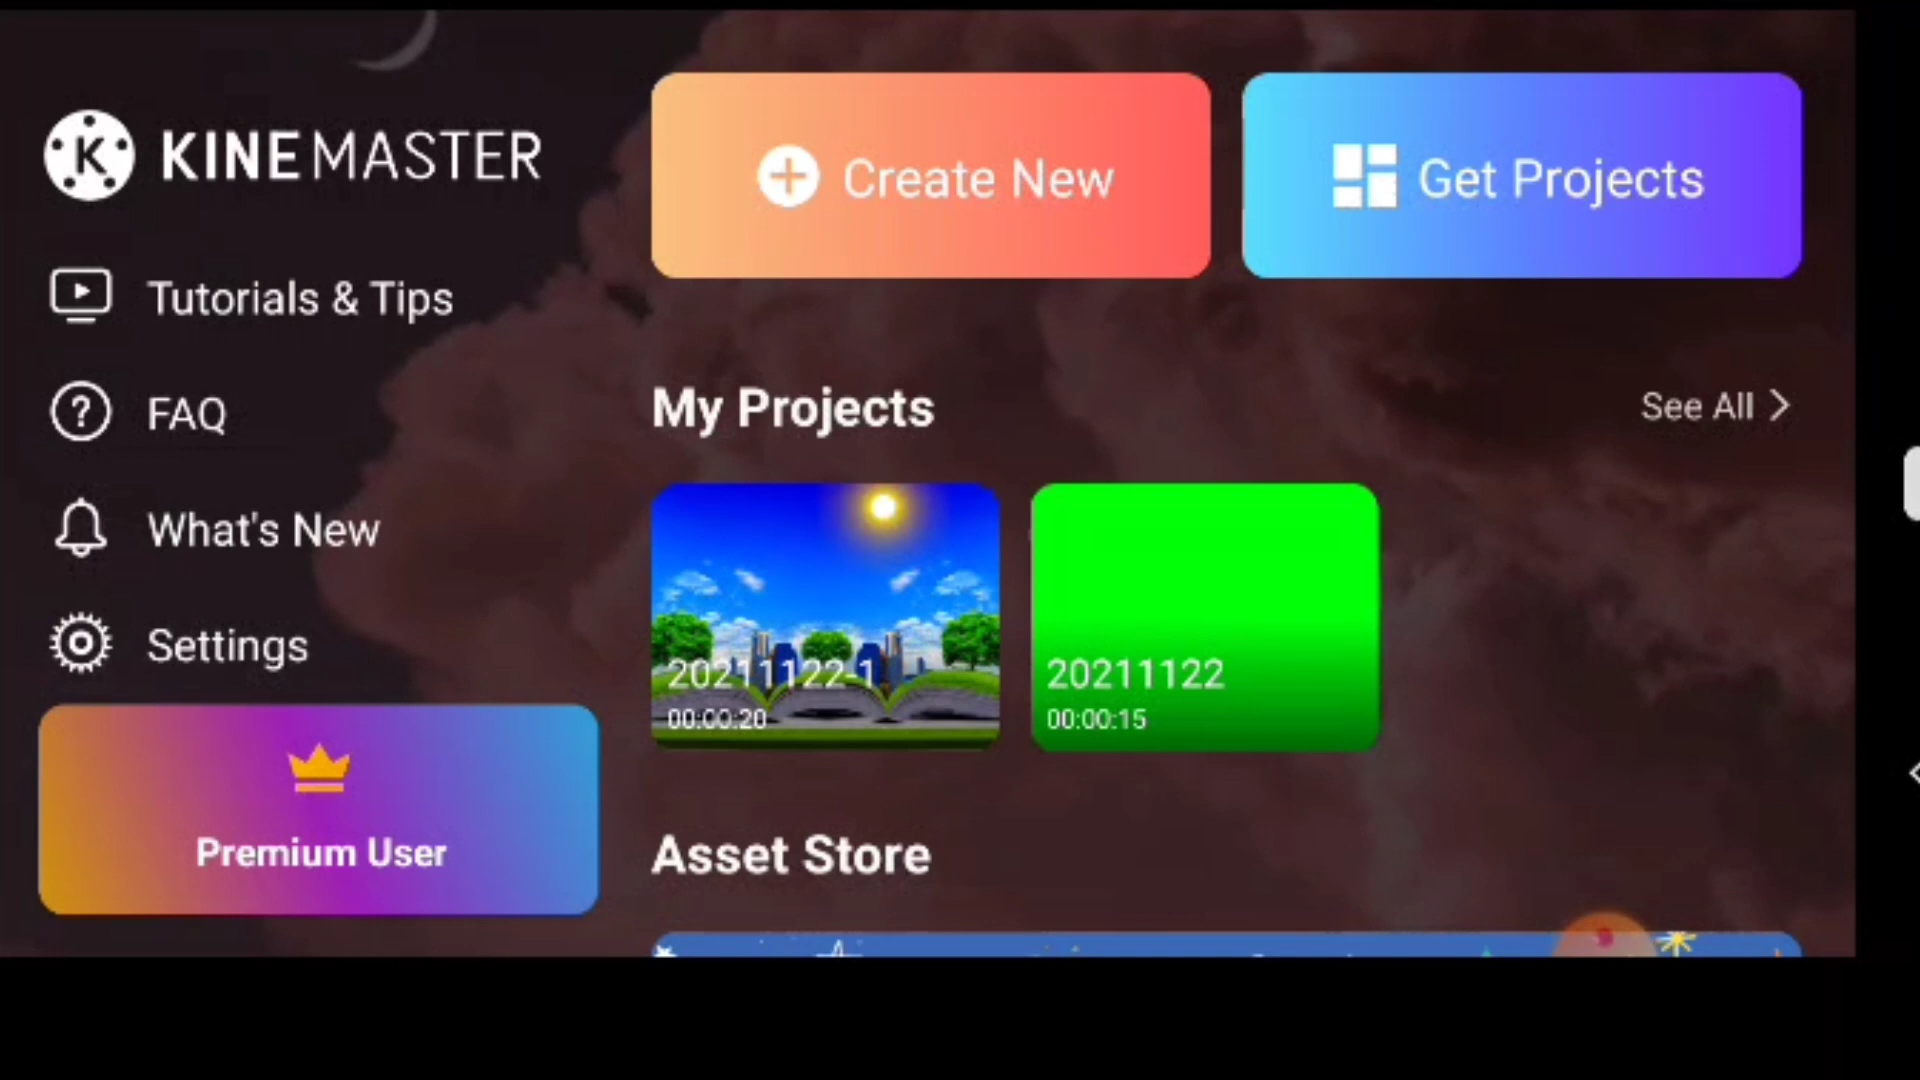 KINEMASTER
Tutorials & Tips
FAQ
What's New
Settings
Premium User
Create New
Get Projects
My Projects
See All
20211122-1
00:00:20
20211122
00:00:15
Asset Store